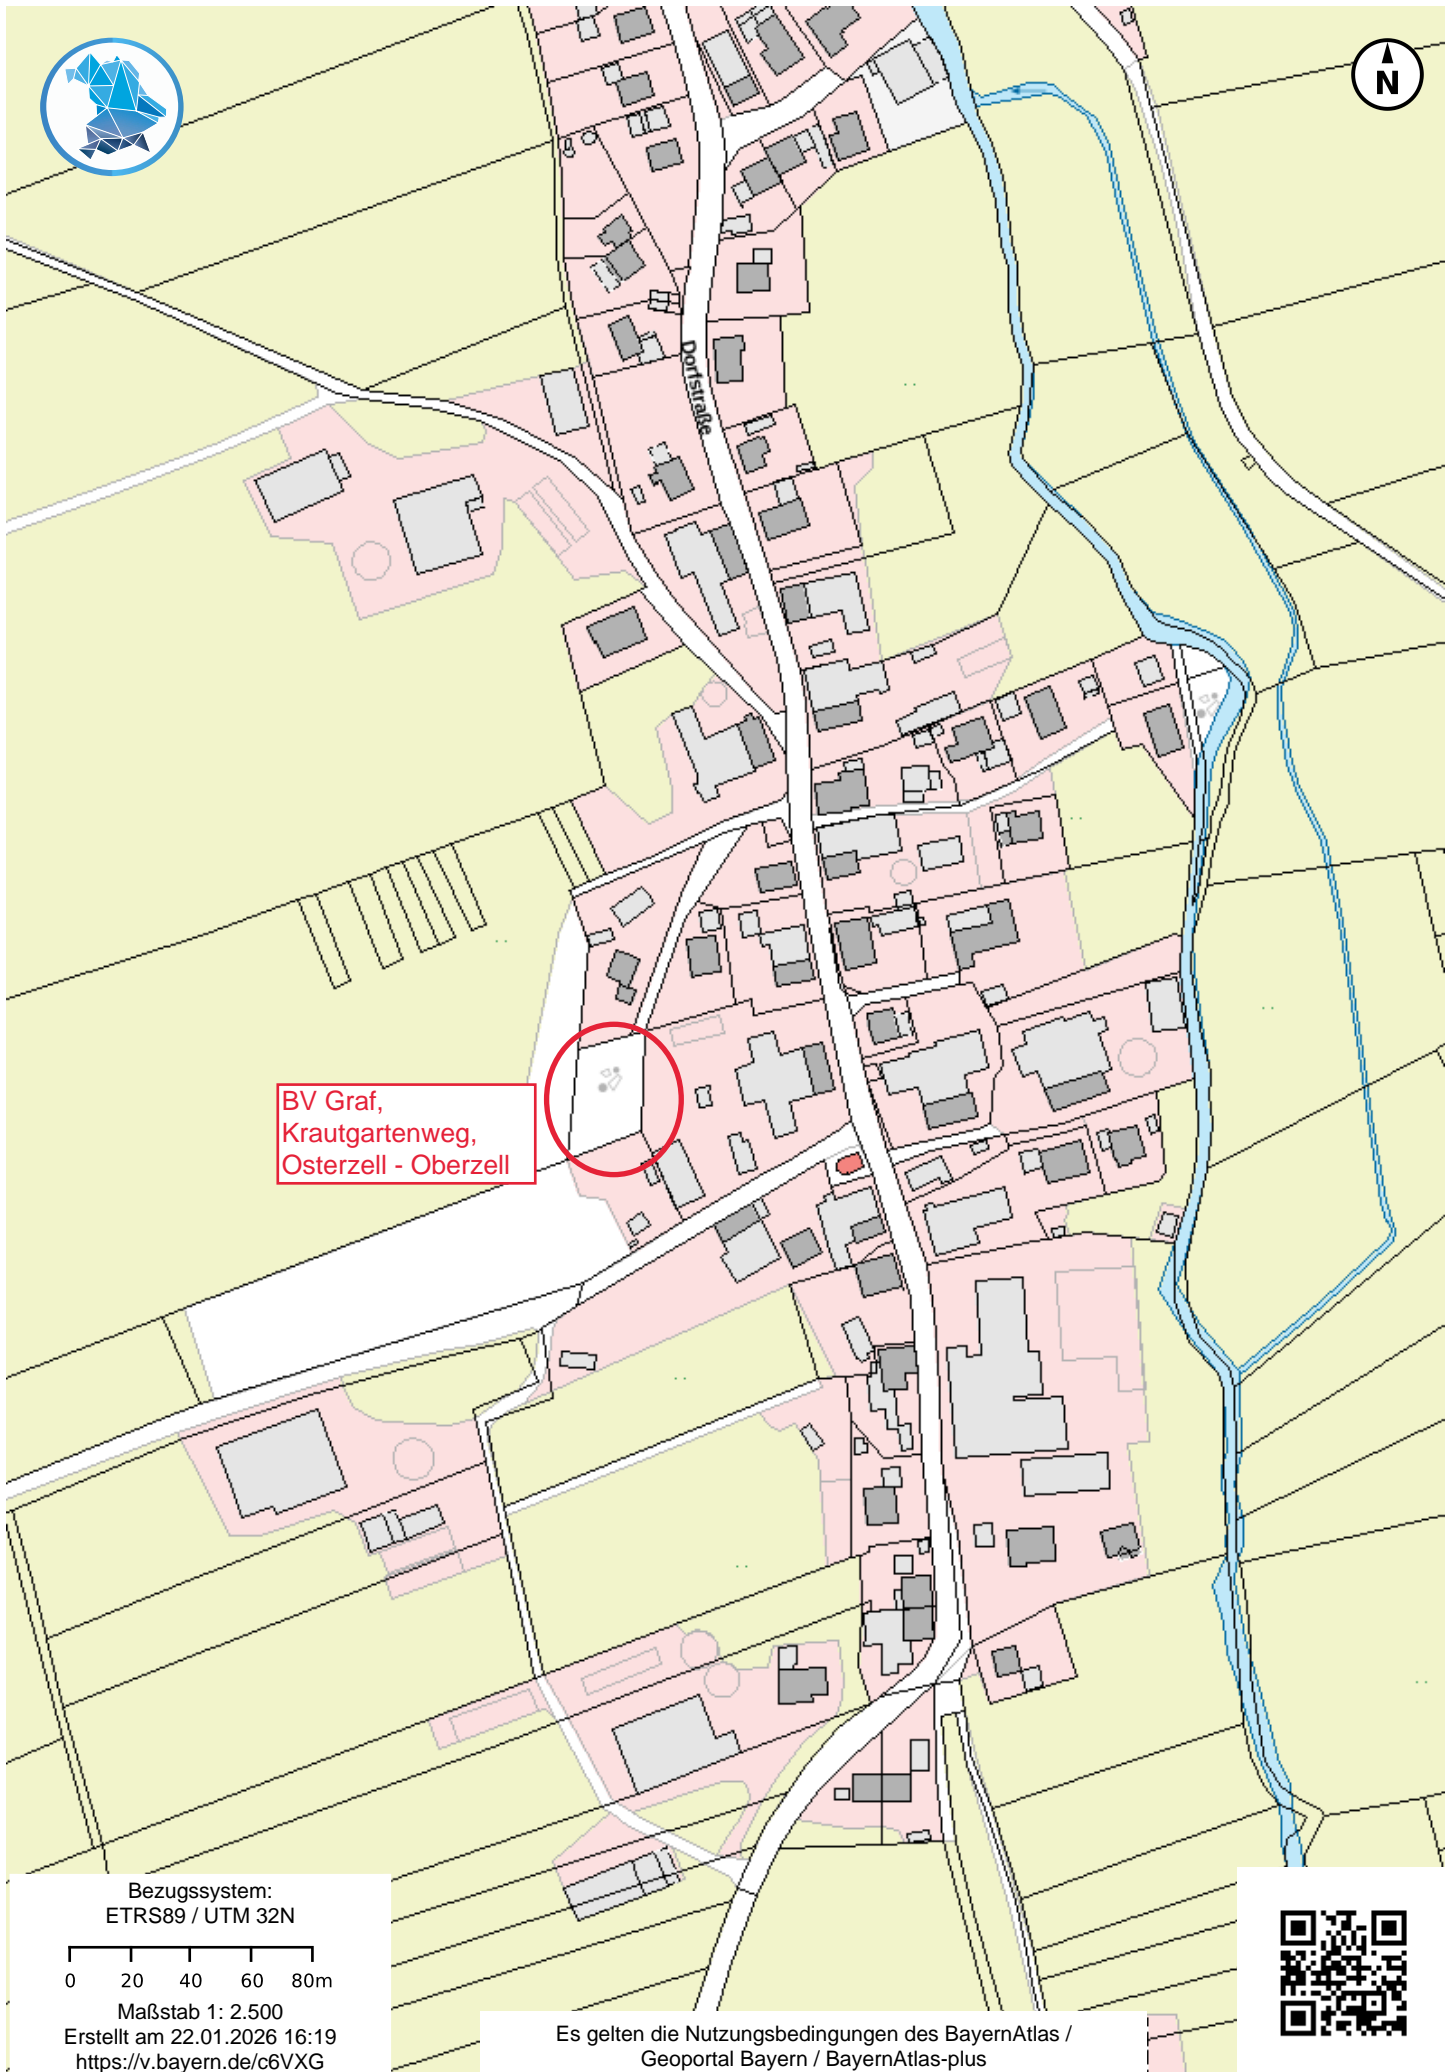 N
Dorfstraße
BV Graf,
Krautgartenweg,
Osterzell - Oberzell
Bezugssystem:
ETRS89 / UTM 32N
0 20 40 60 80m
Maßstab 1: 2.500
Erstellt am 22.01.2026 16:19
https://v.bayern.de/c6VXG
Es gelten die Nutzungsbedingungen des BayernAtlas /
Geoportal Bayern / BayernAtlas-plus